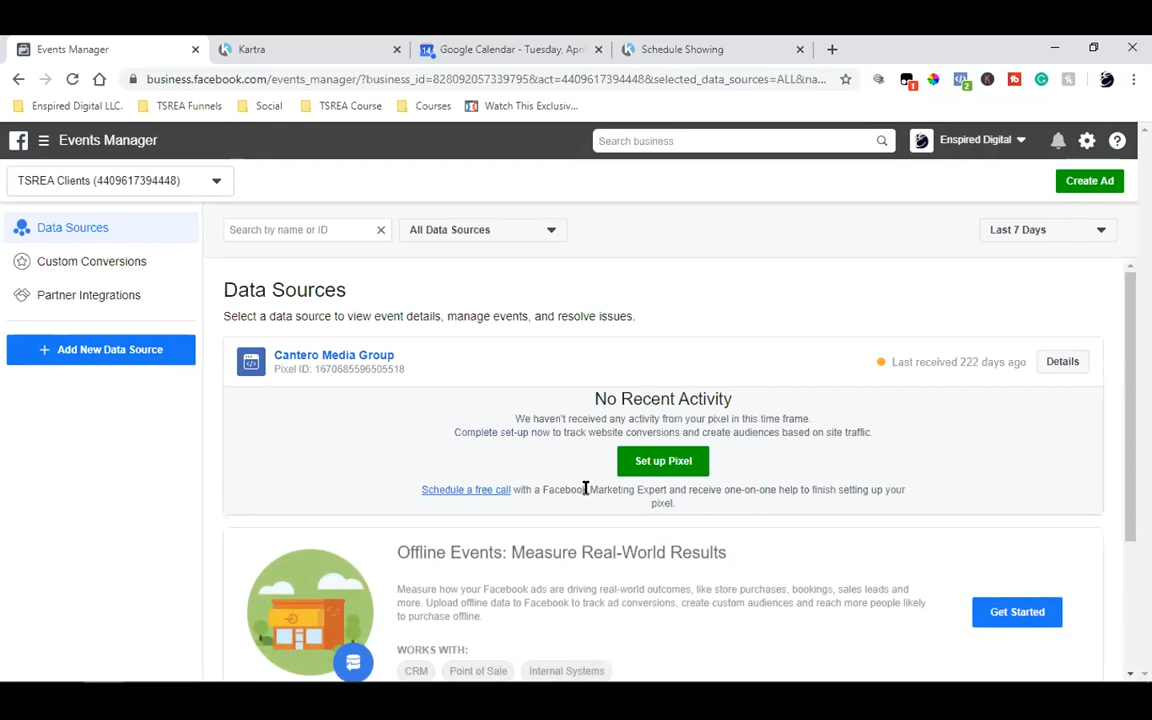 Events Manager
Kartra
Google Calendar - Tuesday, Apri
Schedule Showing
business.facebook.com/events_manager/?business_id=828092057339795&act=4409617394448&selected_data_sources=ALL&na...
Enspired Digital LLC.
TSREA Funnels
Social
TSREA Course
Courses
Watch This Exclusiv...
Events Manager
Search business
Enspired Digital
TSREA Clients (4409617394448)
Create Ad
Data Sources
Custom Conversions
Partner Integrations
+ Add New Data Source
Search by name or ID
All Data Sources
Last 7 Days
Data Sources
Select a data source to view event details, manage events, and resolve issues.
Cantero Media Group
Pixel ID: 1670685596505518
Last received 222 days ago
Details
No Recent Activity
We haven't received any activity from your pixel in this time frame.
Complete set-up now to track website conversions and create audiences based on site traffic.
Set up Pixel
Schedule a free call with a Facebook Marketing Expert and receive one-on-one help to finish setting up your
pixel.
Offline Events: Measure Real-World Results
Measure how your Facebook ads are driving real-world outcomes, like store purchases, bookings, sales leads and
more. Upload offline data to Facebook to track ad conversions, create custom audiences and reach more people likely
to purchase offline.
Get Started
WORKS WITH:
CRM
Point of Sale
Internal Systems